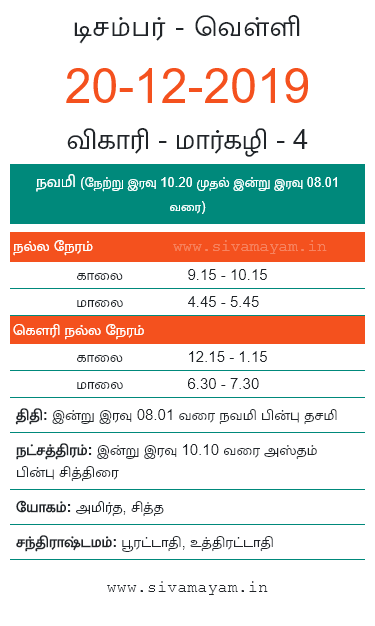 டிசம்பர் - வெள்ளி
20-12-2019
விகாரி - மார்கழி - 4
நவமி (நேற்று இரவு 10.20 முதல் இன்று இரவு 08.01
வரை)
நல்ல நேரம் www.sivamayam.in
காலை 9.15 - 10.15
மாலை 4.45 - 5.45
கௌரி நல்ல நேரம்
காலை 12.15 - 1.15
மாலை 6.30 - 7.30
திதி: இன்று இரவு 08.01 வரை நவமி பின்பு தசமி
நட்சத்திரம்: இன்று இரவு 10.10 வரை அஸ்தம்
பின்பு சித்திரை
யோகம்: அமிர்த, சித்த
சந்திராஷ்டமம்: பூரட்டாதி, உத்திரட்டாதி
www.sivamayam.in